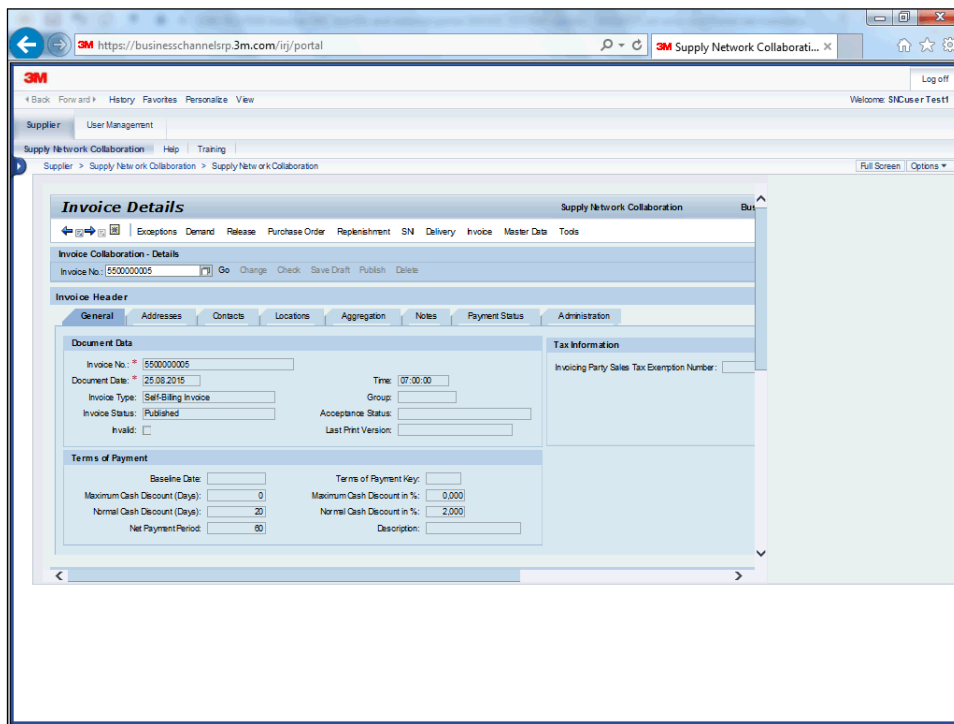 3M https://businesschannelsrp.3m.com/irj/portal
3M Supply Network Collaborati... ×
3M
Log off
Back Forward History Favorites Personalize View
Welcome: SNCuser Test1
Supplier User Management
Supply Network Collaboration Help Training
Supplier > Supply Network Collaboration > Supply Network Collaboration
Full Screen Options
Invoice Details
Supply Network Collaboration Bus
Exceptions Demand Release Purchase Order Replenishment SNI Delivery Invoice Master Data Tools
Invoice Collaboration - Details
Invoice No.: 5500000005 Go Change Check Save Draft Publish Delete
Invoice Header
General Addresses Contacts Locations Aggregation Notes Payment Status Administration
Document Data
Invoice No.: * 5500000005
Document Date: * 25.08.2015 Time: 07:00:00
Invoice Type: Self-Billing Invoice Group:
Invoice Status: Published Acceptance Status:
Invalid: Last Print Version:
Tax Information
Invoicing Party Sales Tax Exemption Number:
Terms of Payment
Baseline Date: Terms of Payment Key:
Maximum Cash Discount (Days): 0 Maximum Cash Discount in %: 0,000
Normal Cash Discount (Days): 20 Normal Cash Discount in %: 2,000
Net Payment Period: 60 Description: